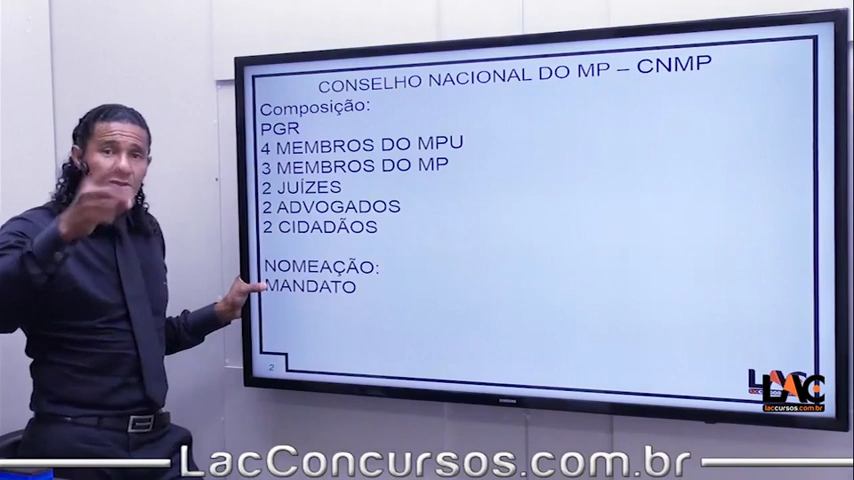 CONSELHO NACIONAL DO MP – CNMP
Composição:
PGR
4 MEMBROS DO MPU
3 MEMBROS DO MP
2 JUÍZES
2 ADVOGADOS
2 CIDADÃOS
NOMEAÇÃO:
MANDATO
2
LAC
laccursos.com.br
SAMSUNG
LacConcursos.com.br